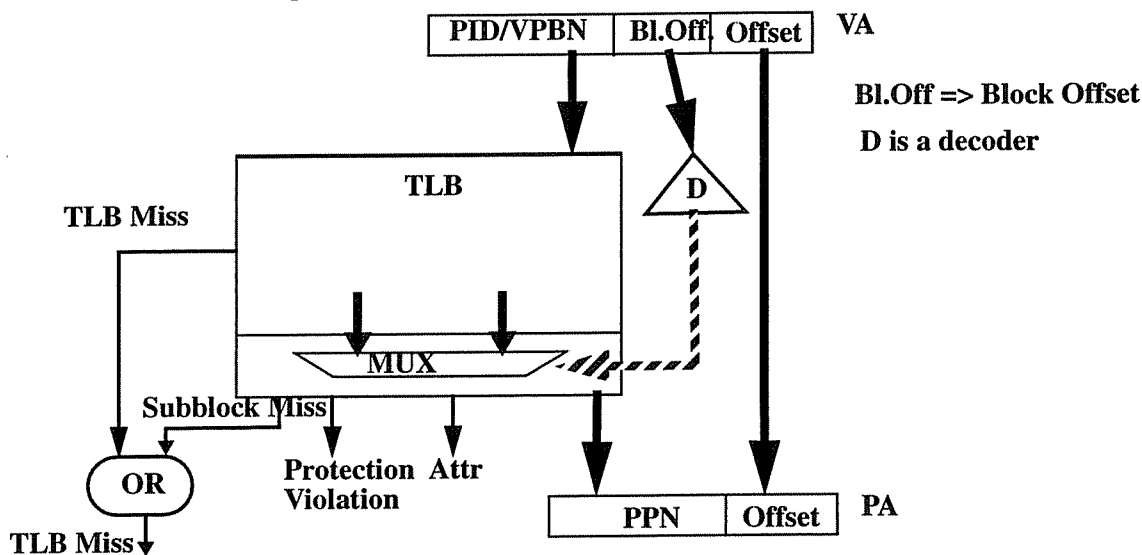 PID/VPBN Bl.Off. Offset VA
Bl.Off => Block Offset
D is a decoder
TLB
D
TLB Miss
MUX
Subblock Miss
Protection Attr
Violation
OR
PPN Offset PA
TLB Miss